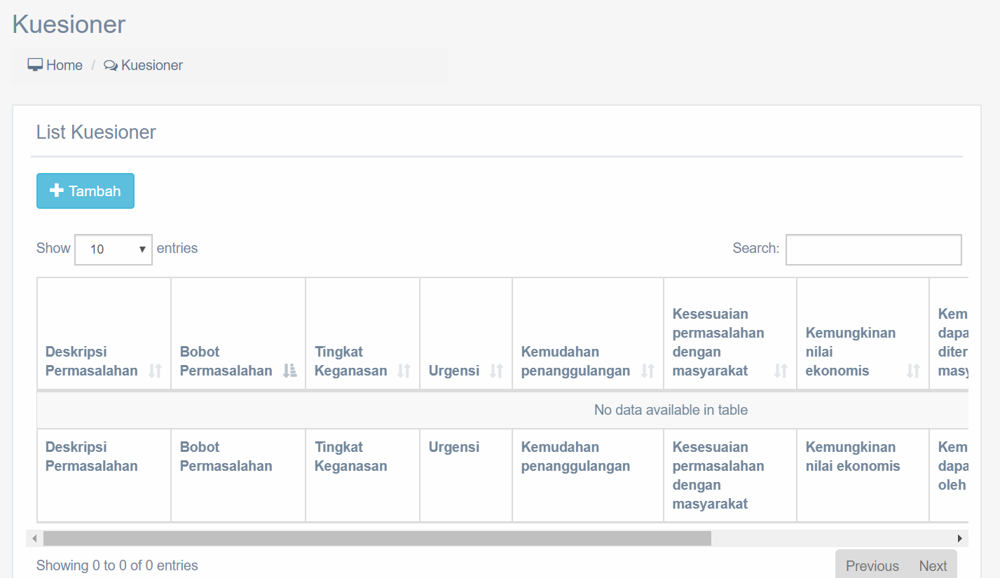 Kuesioner
Home / Kuesioner
List Kuesioner
Tambah
Show 10 entries
Search:
Deskripsi
Permasalahan
Bobot
Permasalahan
Tingkat
Keganasan
Urgensi
Kemudahan
penanggulangan
Kesesuaian
permasalahan
dengan
masyarakat
Kemungkinan
nilai
ekonomis
Kem
dapa
diter
masy
No data available in table
Deskripsi
Permasalahan
Bobot
Permasalahan
Tingkat
Keganasan
Urgensi
Kemudahan
penanggulangan
Kesesuaian
permasalahan
dengan
masyarakat
Kemungkinan
nilai ekonomis
Kem
dapa
oleh
Showing 0 to 0 of 0 entries
Previous Next